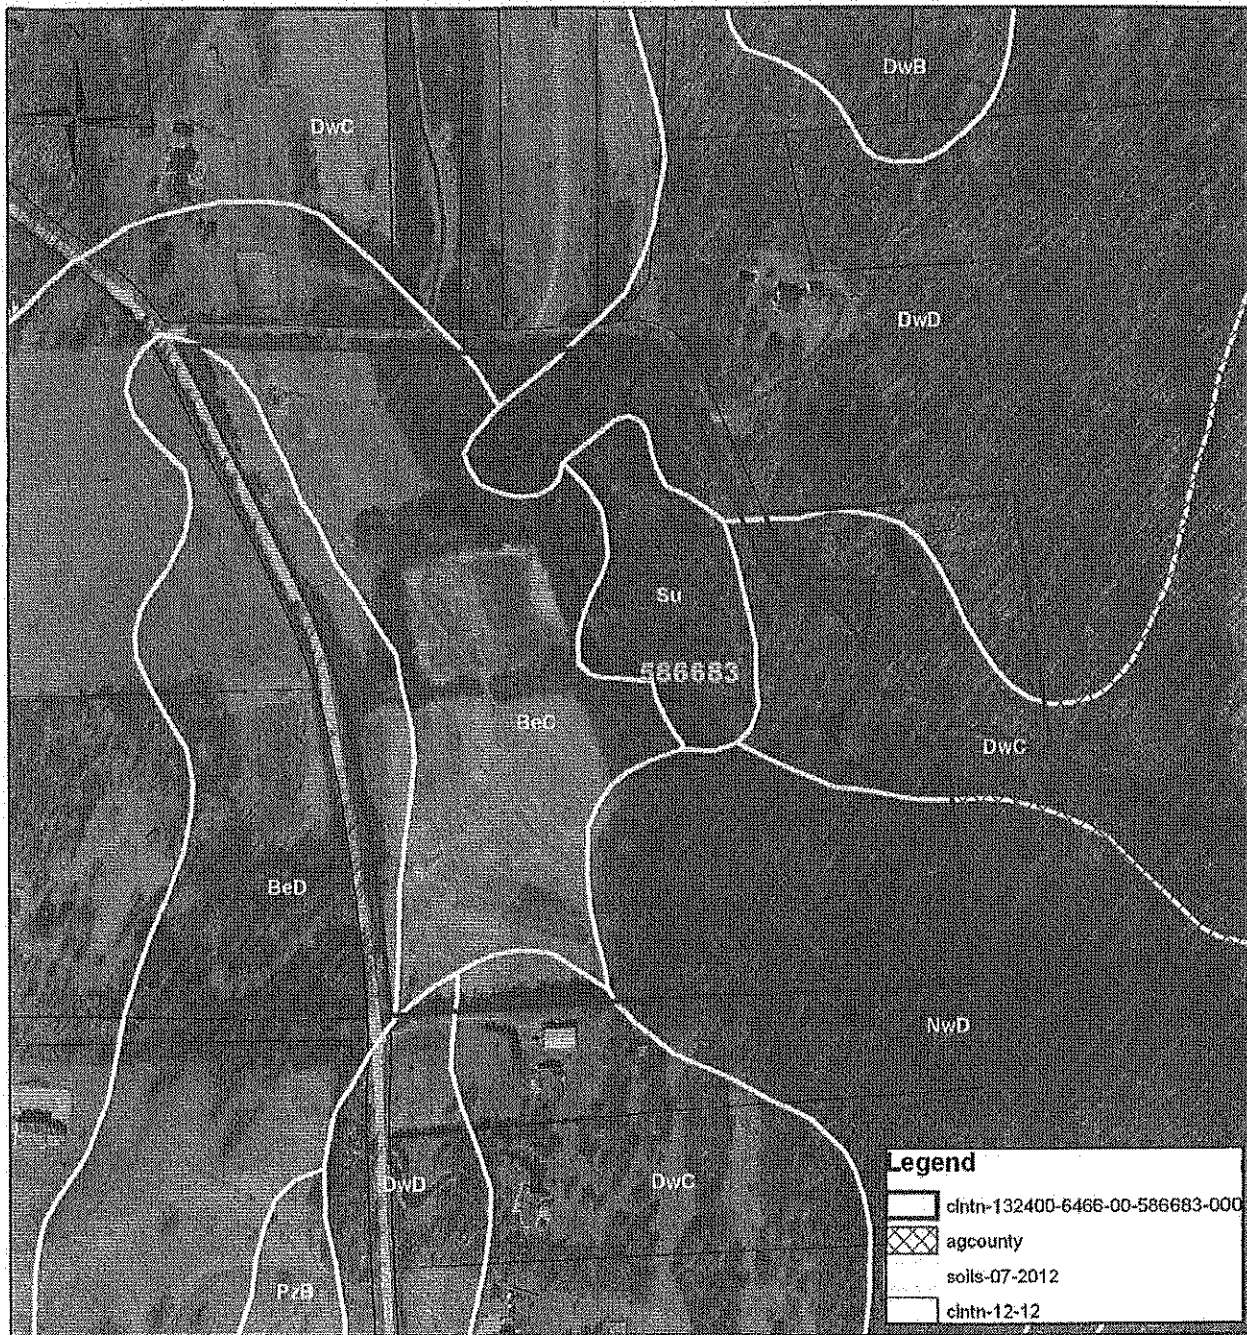 DwB
DwC
DwD
Su
586683
BeC
DwC
BeD
NwD
DwD
DwC
PzB
Legend
clntn-132400-6466-00-586683-000
agcounty
soils-07-2012
clntn-12-12